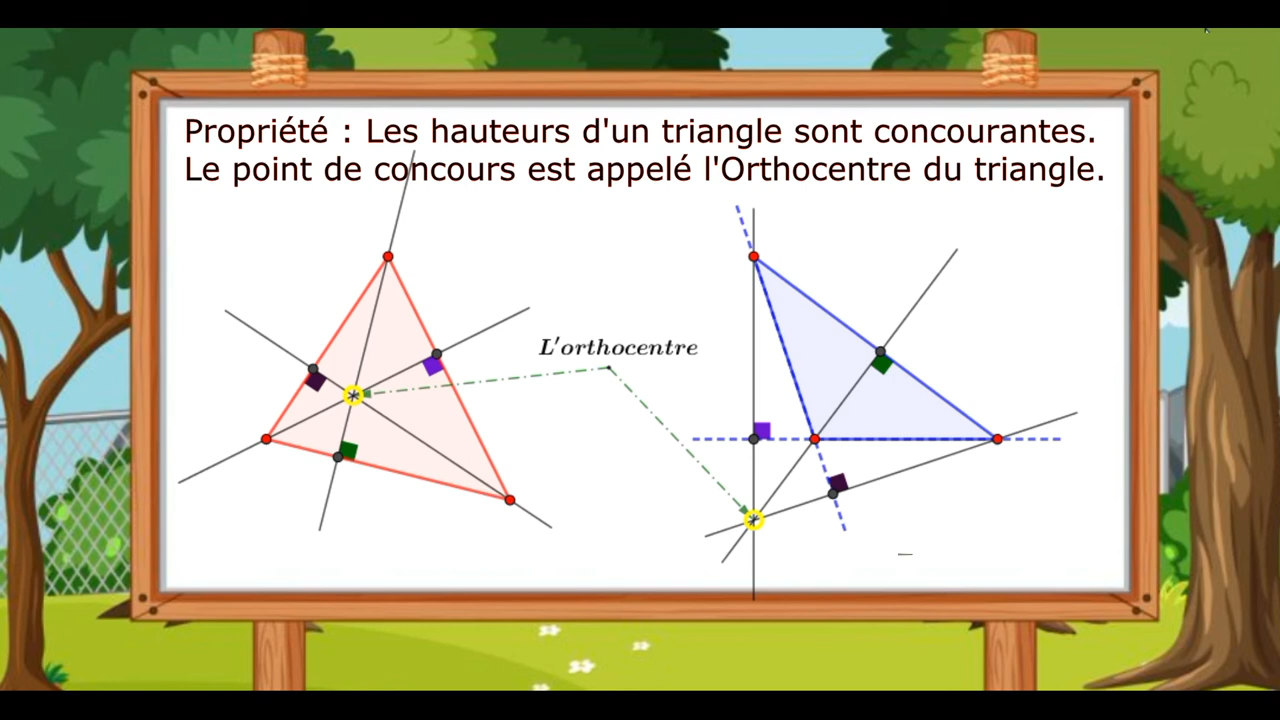 Propriété : Les hauteurs d'un triangle sont concourantes.
Le point de concours est appelé l'Orthocentre du triangle.
L'orthocentre